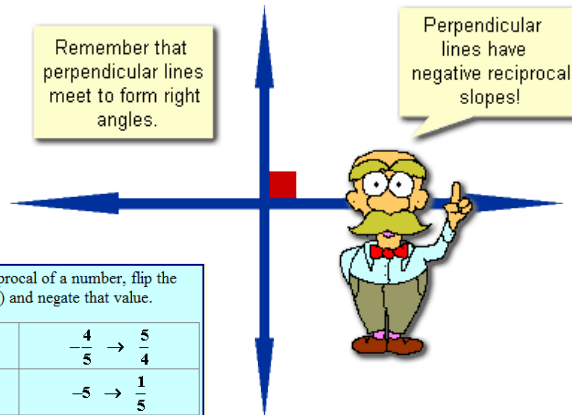 Remember that
perpendicular lines
meet to form right
angles.
Perpendicular
lines have
negative reciprocal
slopes!
procal of a number, flip the
) and negate that value.
-4/5 → 5/4
-5 → 1/5